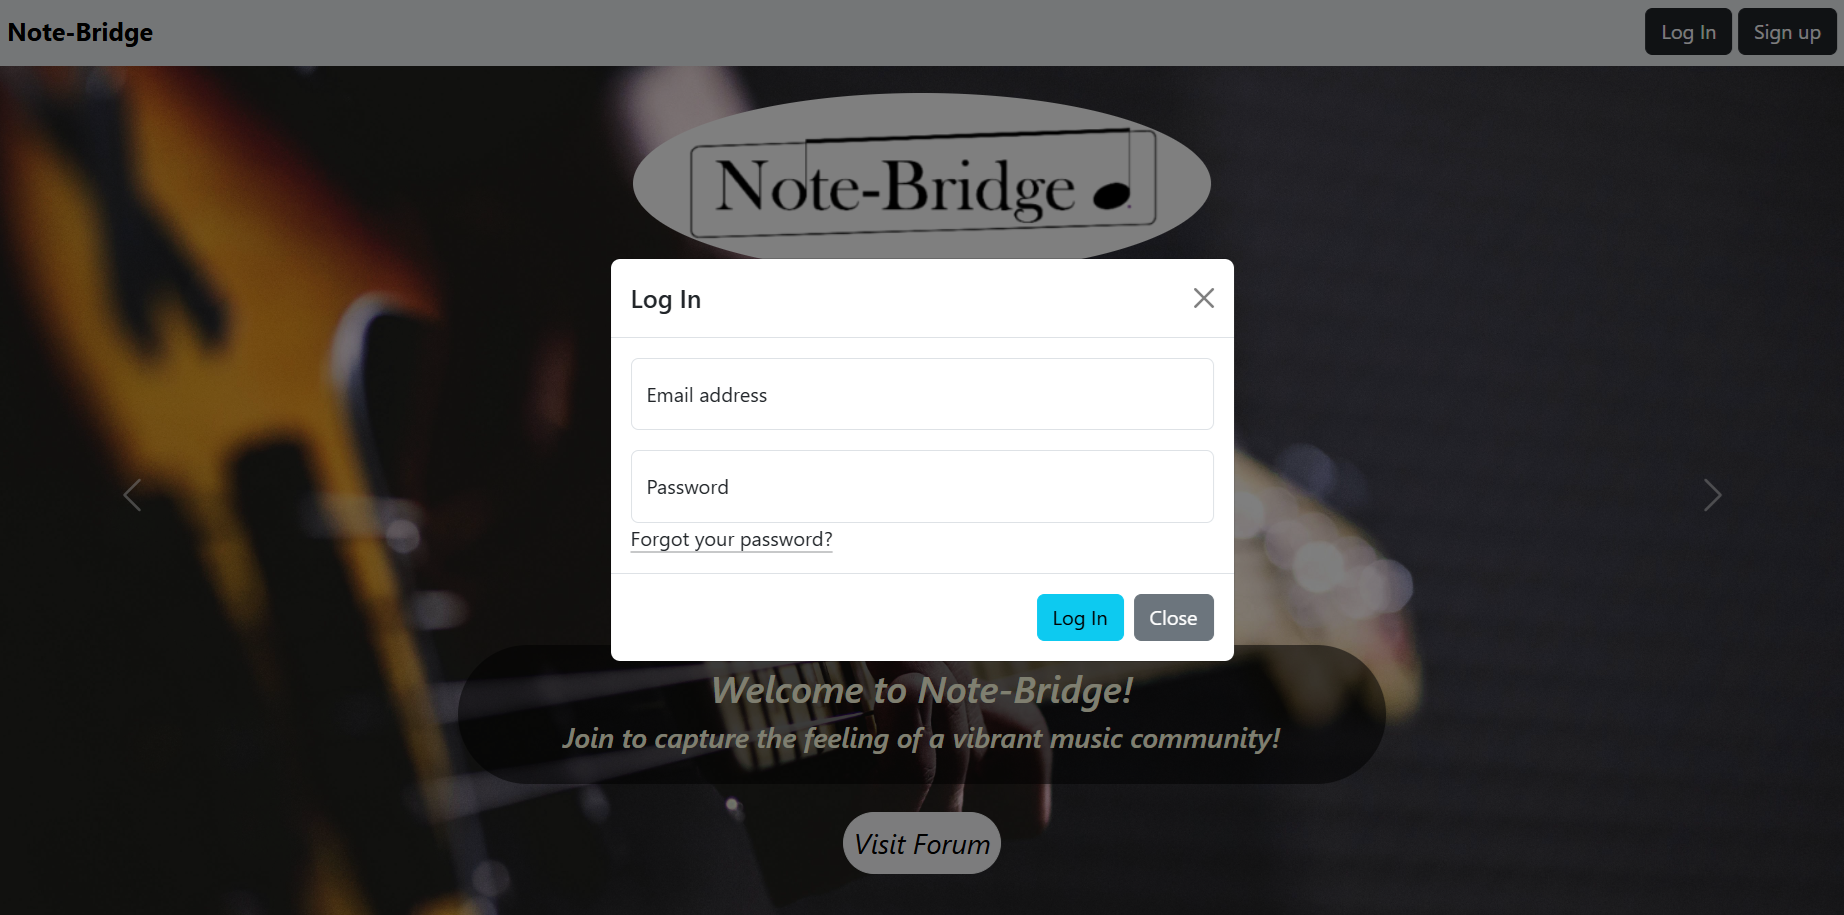 Note-Bridge
Log In
Sign up
Note-Bridge
Log In
Email address
Password
Forgot your password?
Log In
Close
Welcome to Note-Bridge!
Join to capture the feeling of a vibrant music community!
Visit Forum